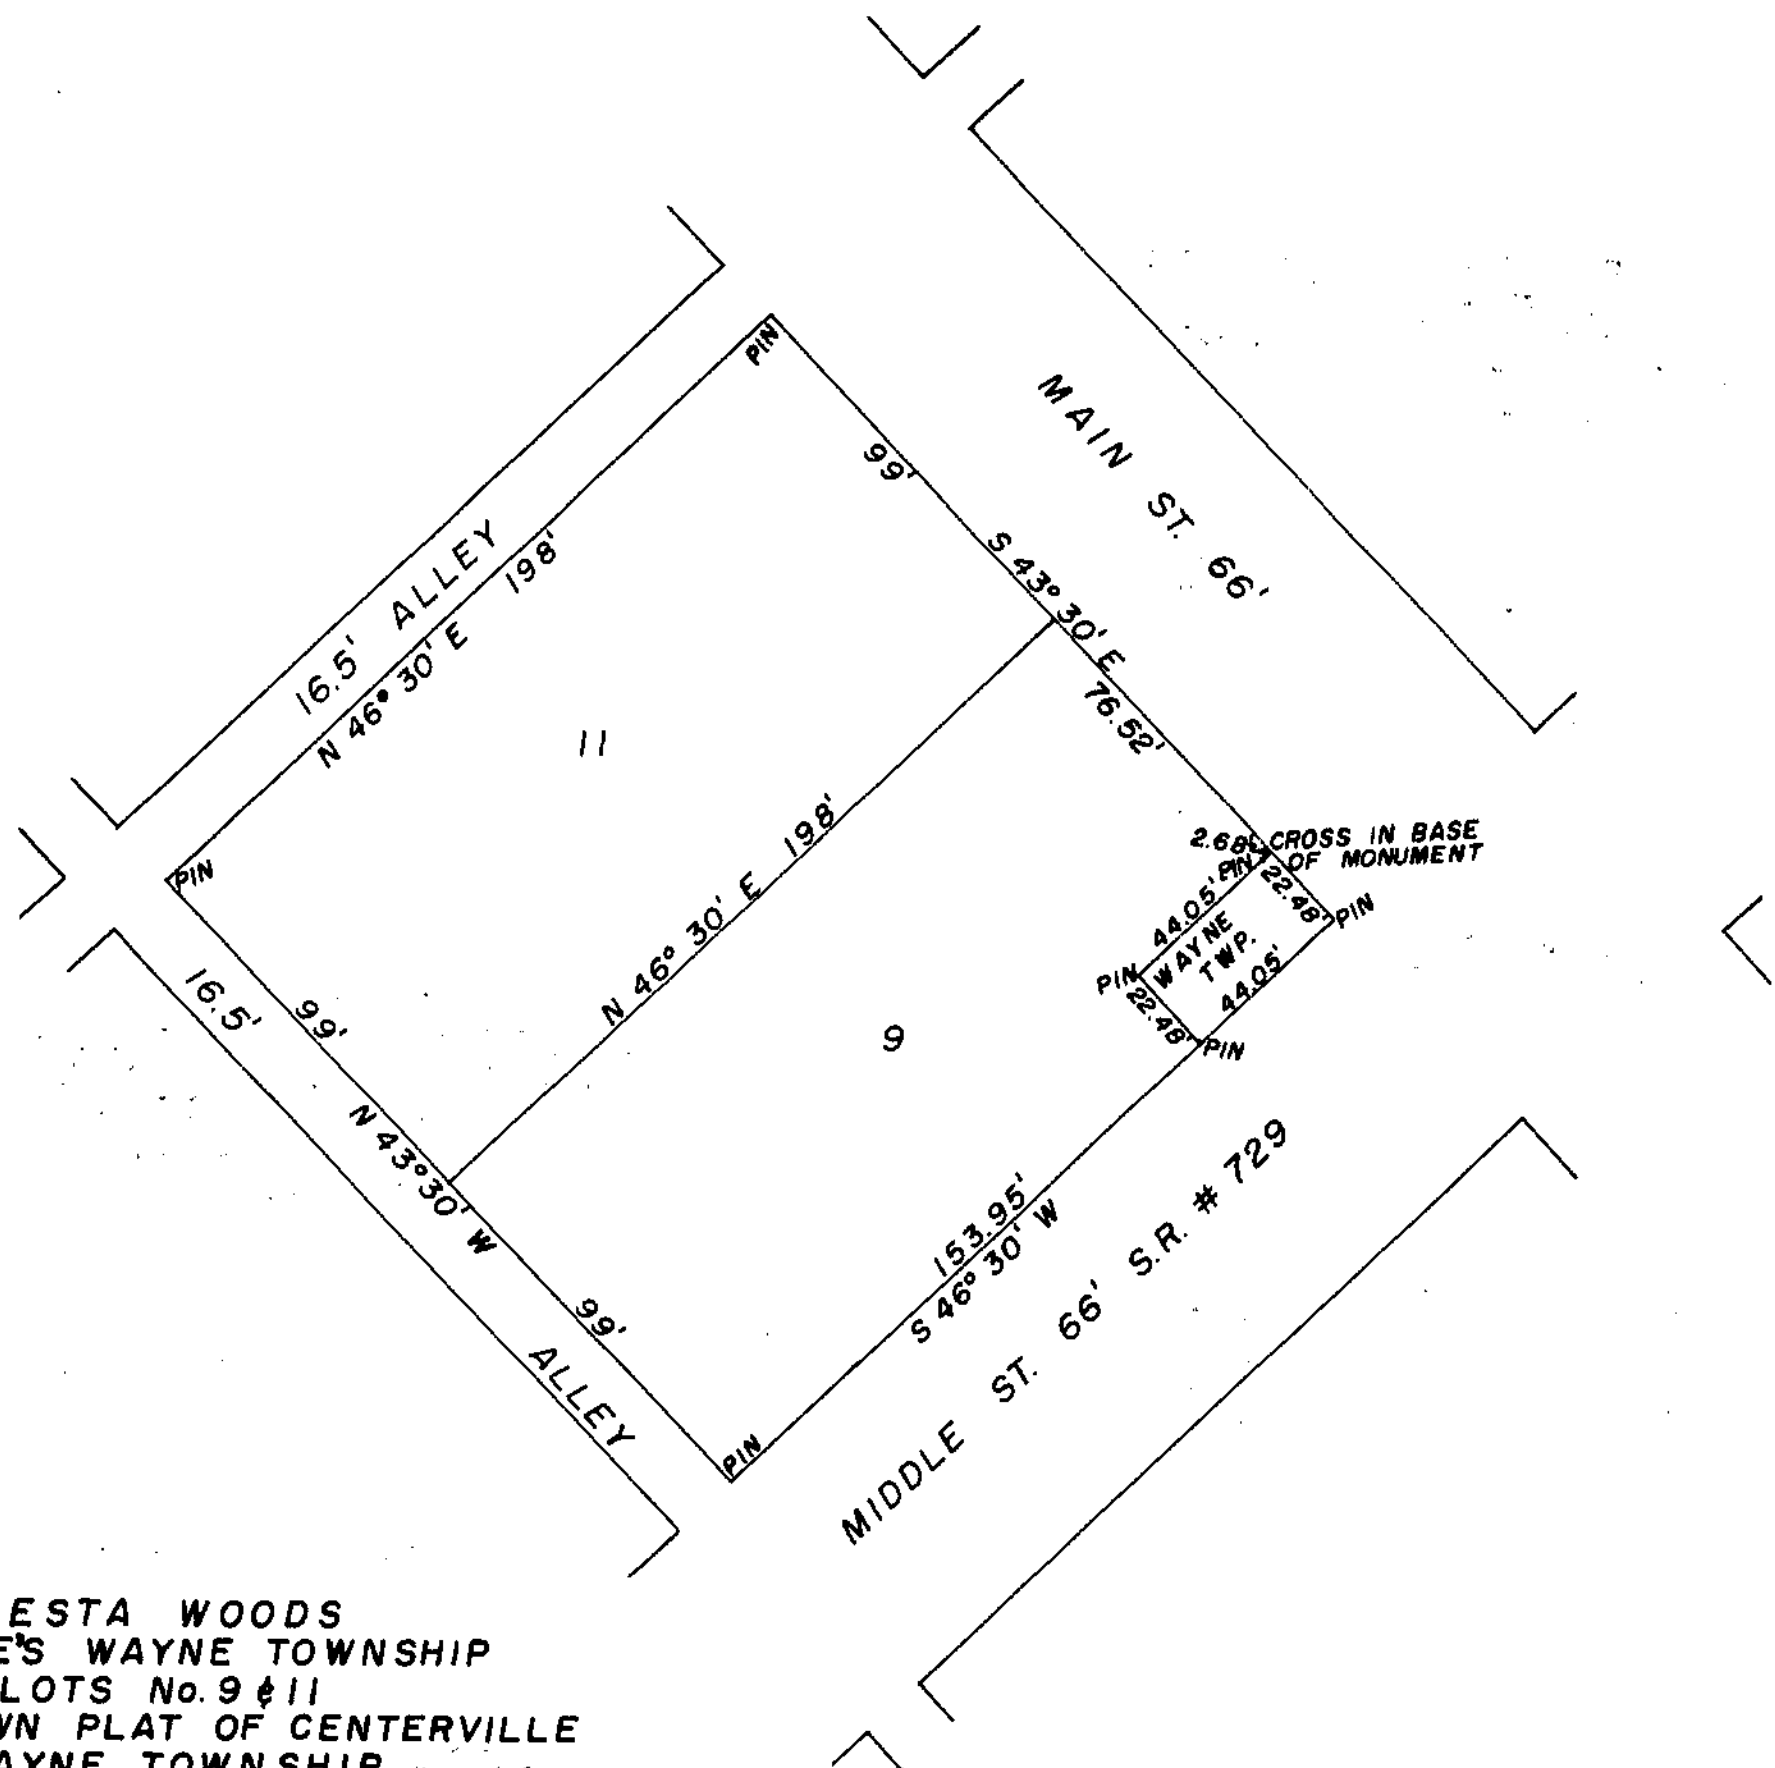 PIN
MAIN ST. 66'
99'
S 43° 30' E
16.5' ALLEY
198'
N 46° 30' E
11
76.52'
198'
N 46° 30' E
2.68'
CROSS IN BASE
OF MONUMENT
PIN
22.48'
PIN
44.05'
WAYNE
TWP.
44.05'
PIN
22.48'
PIN
PIN
16.5'
99'
9
N 43° 30' W
99'
ALLEY
PIN
153.95'
S 46° 30' W
MIDDLE ST. 66' S.R. # 729
ESTA WOODS
E'S WAYNE TOWNSHIP
LOTS No. 9 & 11
WN PLAT OF CENTERVILLE
AYNE TOWNSHIP